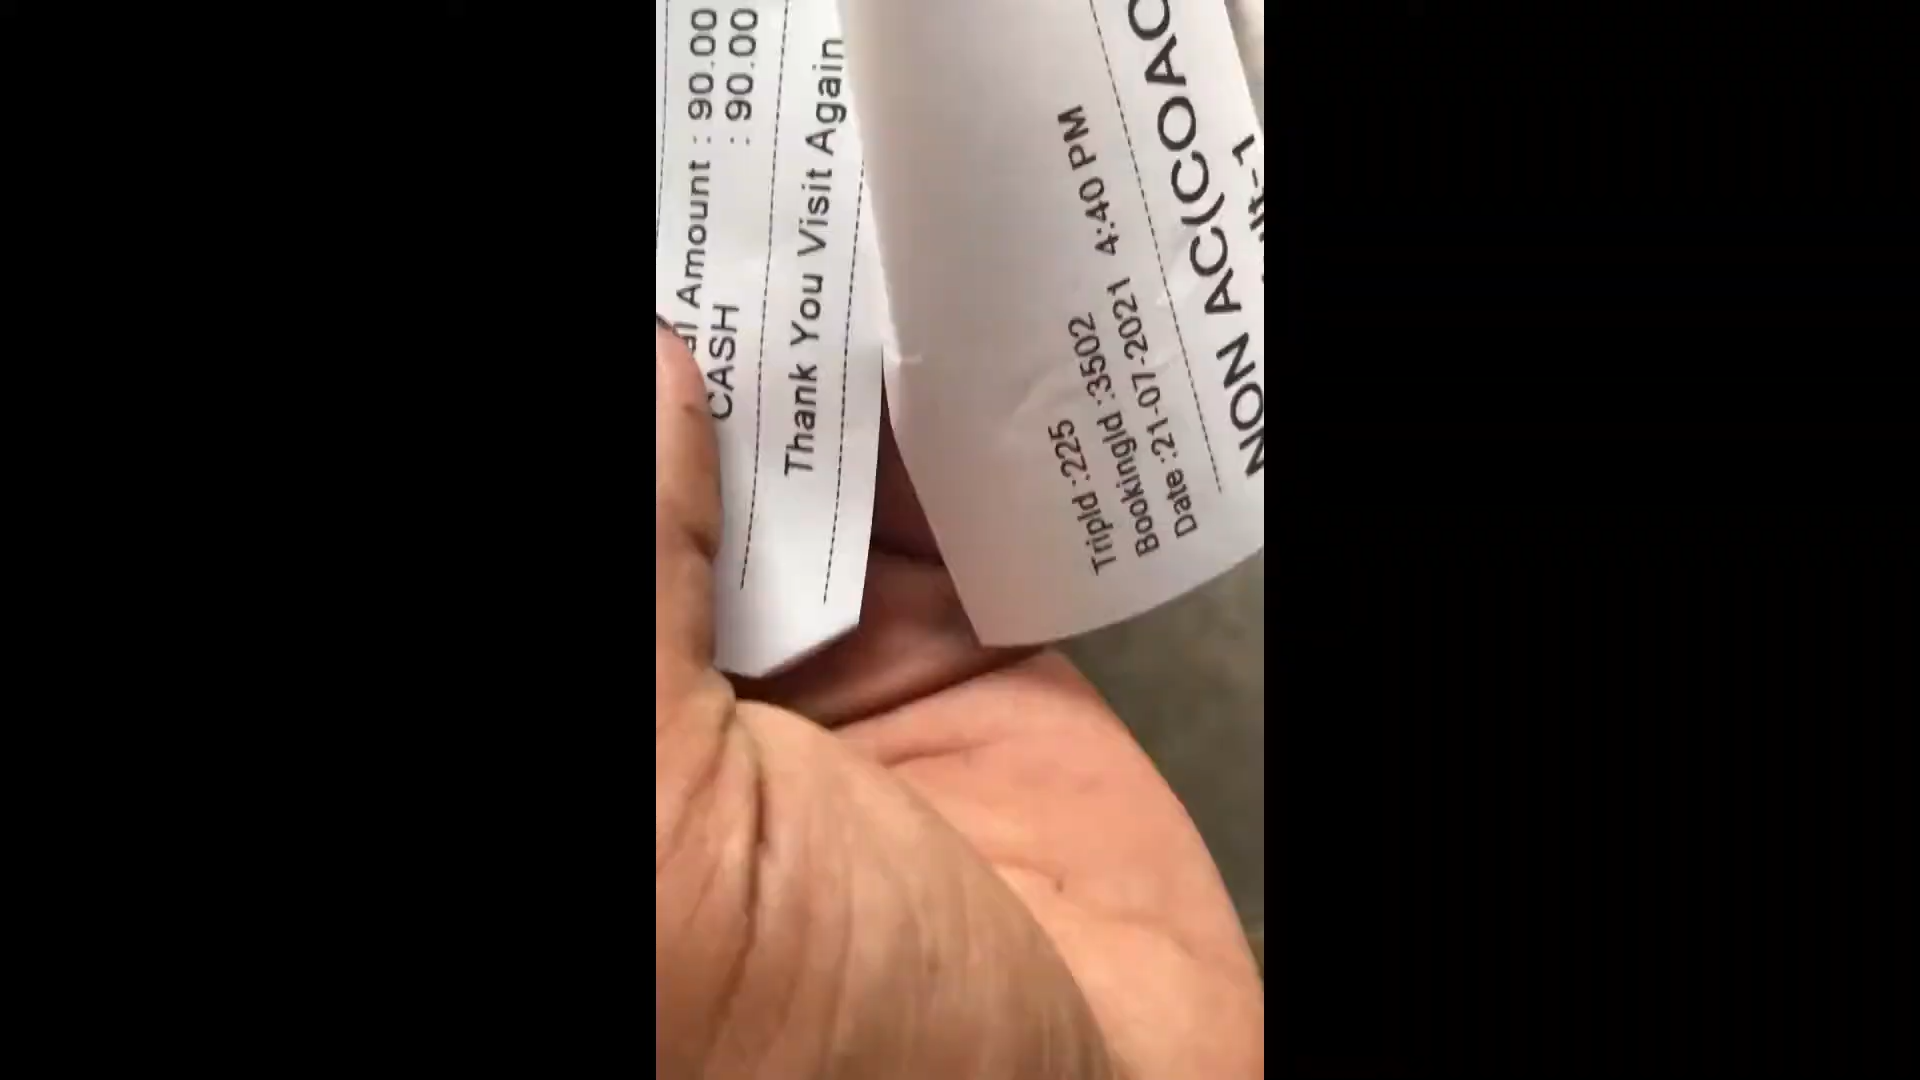 Amount : 90.00
CASH : 90.00
Thank You Visit Again
TripId :225
BookingId :3502
Date :21-07-2021 4:40 PM
NON AC(COAC